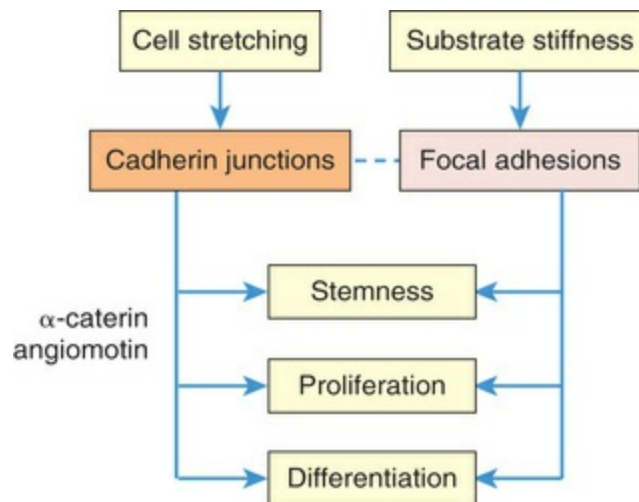 Cell stretching
Substrate stiffness
Cadherin junctions
Focal adhesions
Stemness
α-caterin
angiomotin
Proliferation
Differentiation